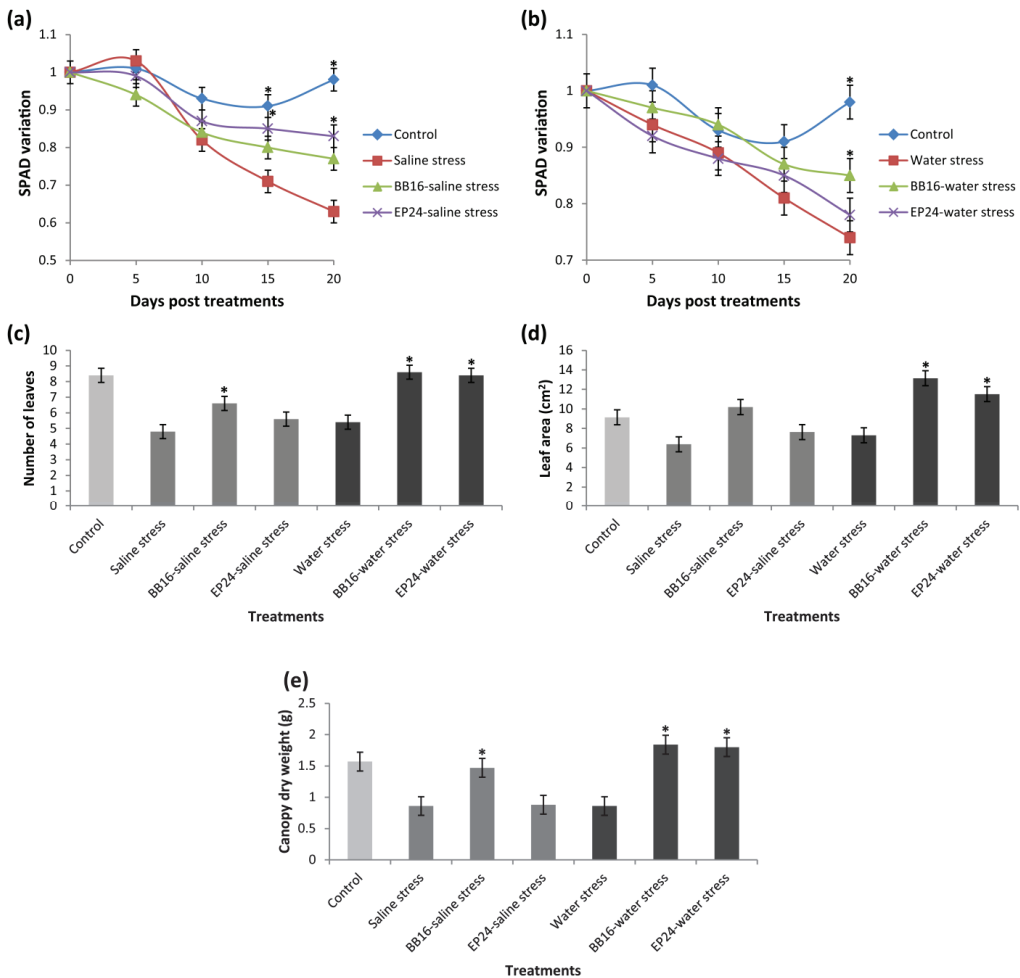 (a)
SPAD variation
1.1
1
0.9
0.8
0.7
0.6
0.5
0 5 10 15 20
Days post treatments
* * * *
Control
Saline stress
BB16-saline stress
EP24-saline stress
(b)
SPAD variation
1.1
1
0.9
0.8
0.7
0 5 10 15 20
Days post treatments
* *
Control
Water stress
BB16-water stress
EP24-water stress
(c)
Number of leaves
10
9
8
7
6
5
4
3
2
1
0
* * *
Control
Saline stress
BB16-saline stress
EP24-saline stress
Water stress
BB16-water stress
EP24-water stress
Treatments
(d)
Leaf area (cm²)
16
14
12
10
8
6
4
2
0
* *
Control
Saline stress
BB16-saline stress
EP24-saline stress
Water stress
BB16-water stress
EP24-water stress
Treatments
(e)
Canopy dry weight (g)
2.5
2
1.5
1
0.5
0
* * *
Control
Saline stress
BB16-saline stress
EP24-saline stress
Water stress
BB16-water stress
EP24-water stress
Treatments